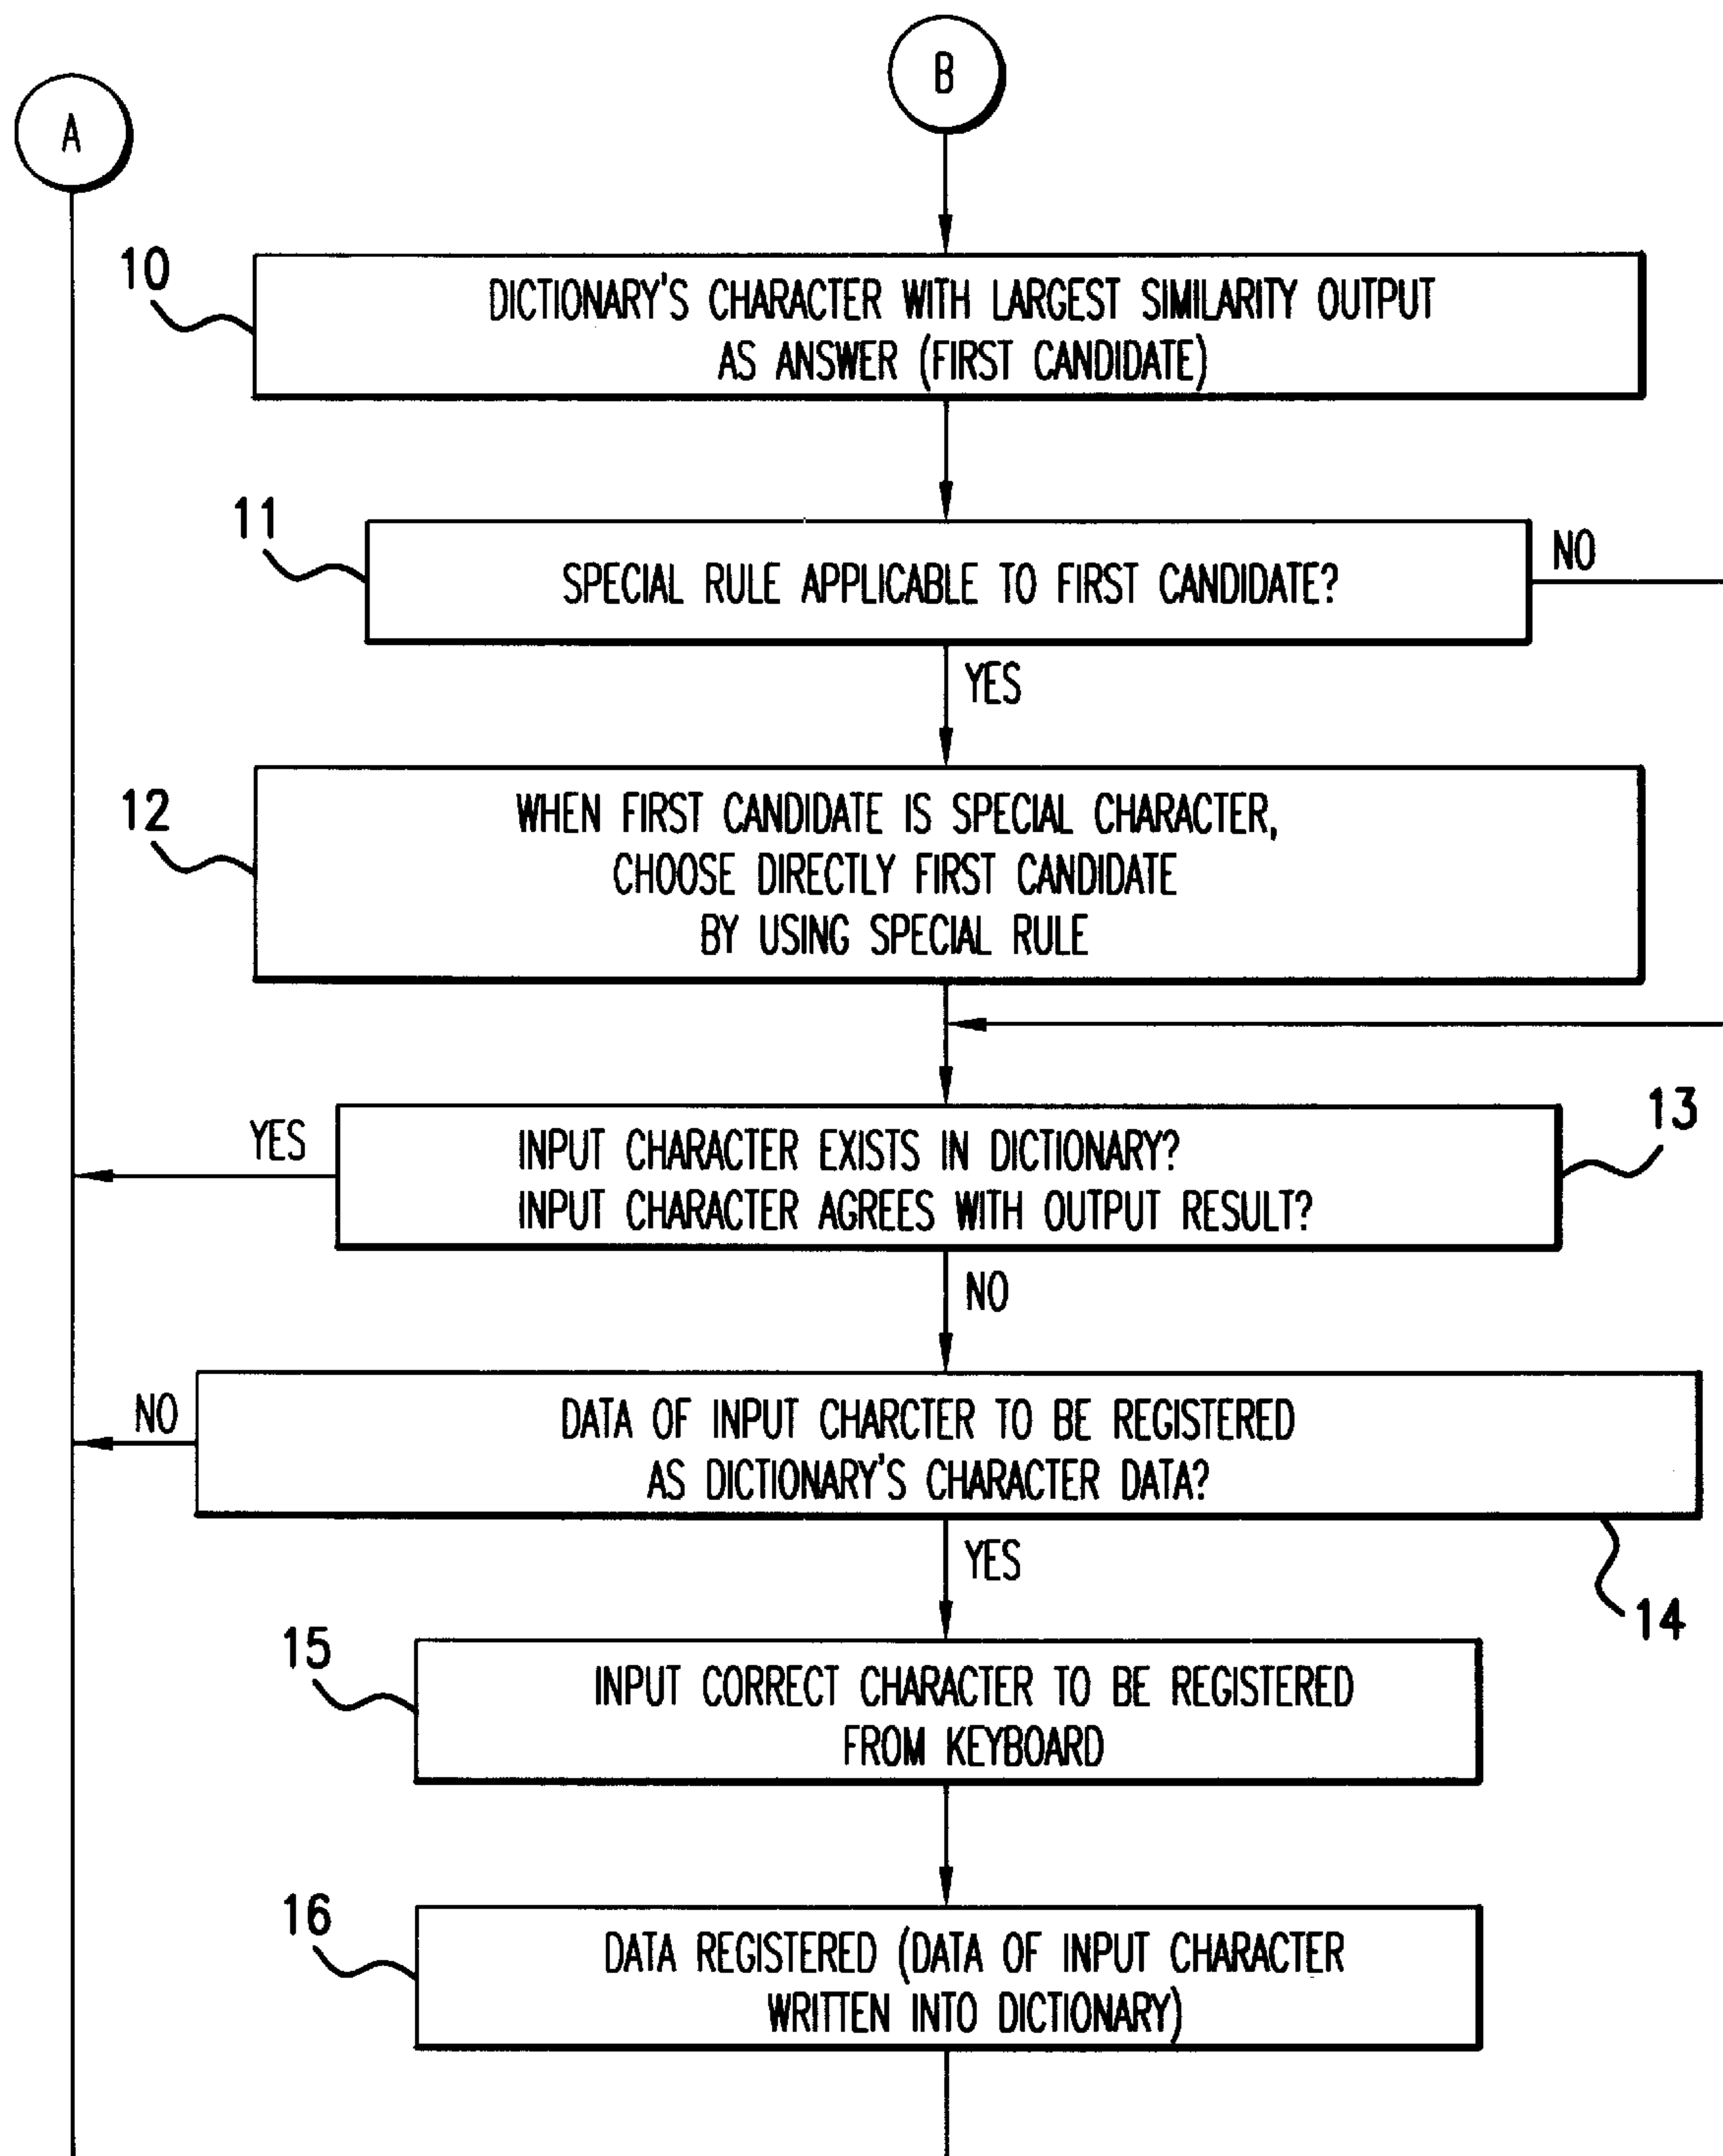 B
A
10
DICTIONARY'S CHARACTER WITH LARGEST SIMILARITY OUTPUT
AS ANSWER (FIRST CANDIDATE)
11
SPECIAL RULE APPLICABLE TO FIRST CANDIDATE?
NO
YES
12
WHEN FIRST CANDIDATE IS SPECIAL CHARACTER,
CHOOSE DIRECTLY FIRST CANDIDATE
BY USING SPECIAL RULE
13
YES
INPUT CHARACTER EXISTS IN DICTIONARY?
INPUT CHARACTER AGREES WITH OUTPUT RESULT?
NO
NO
DATA OF INPUT CHARCTER TO BE REGISTERED
AS DICTIONARY'S CHARACTER DATA?
YES
14
15
INPUT CORRECT CHARACTER TO BE REGISTERED
FROM KEYBOARD
16
DATA REGISTERED (DATA OF INPUT CHARACTER
WRITTEN INTO DICTIONARY)